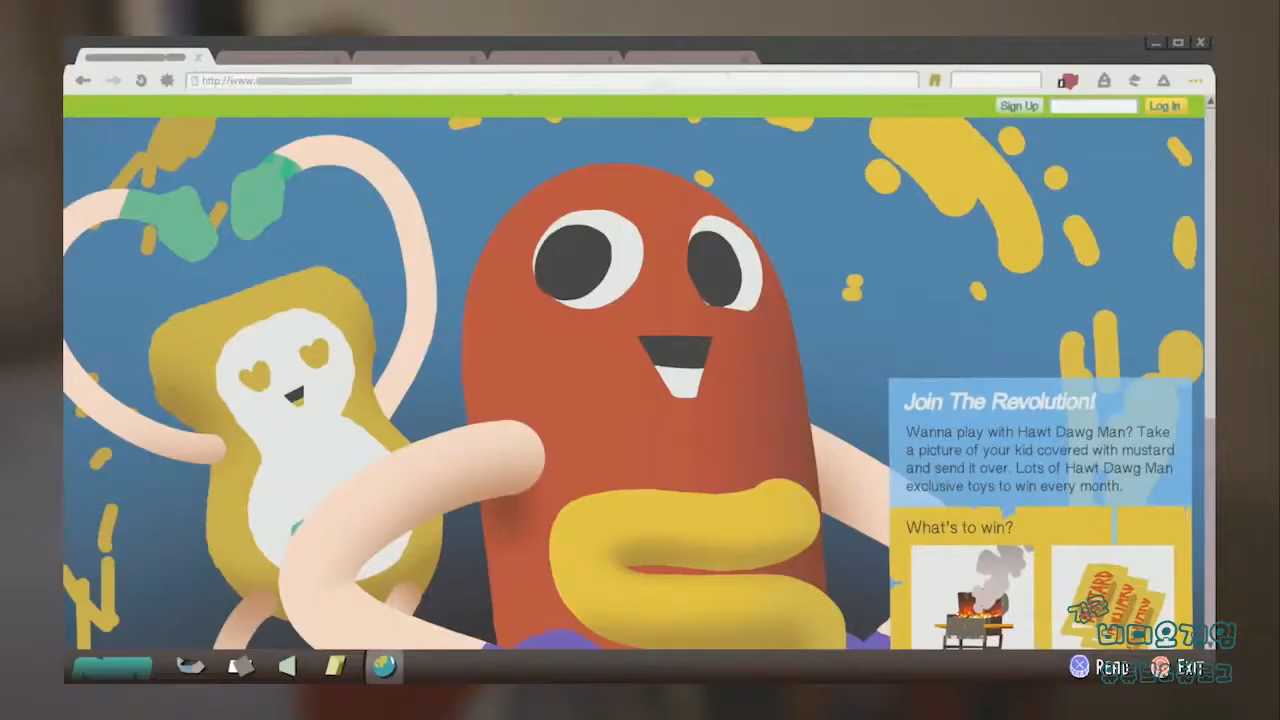 http://www.
Sign Up
Log In
Join The Revolution!
Wanna play with Hawt Dawg Man? Take
a picture of your kid covered with mustard
and send it over. Lots of Hawt Dawg Man
exclusive toys to win every month.
What's to win?
READ
EXIT